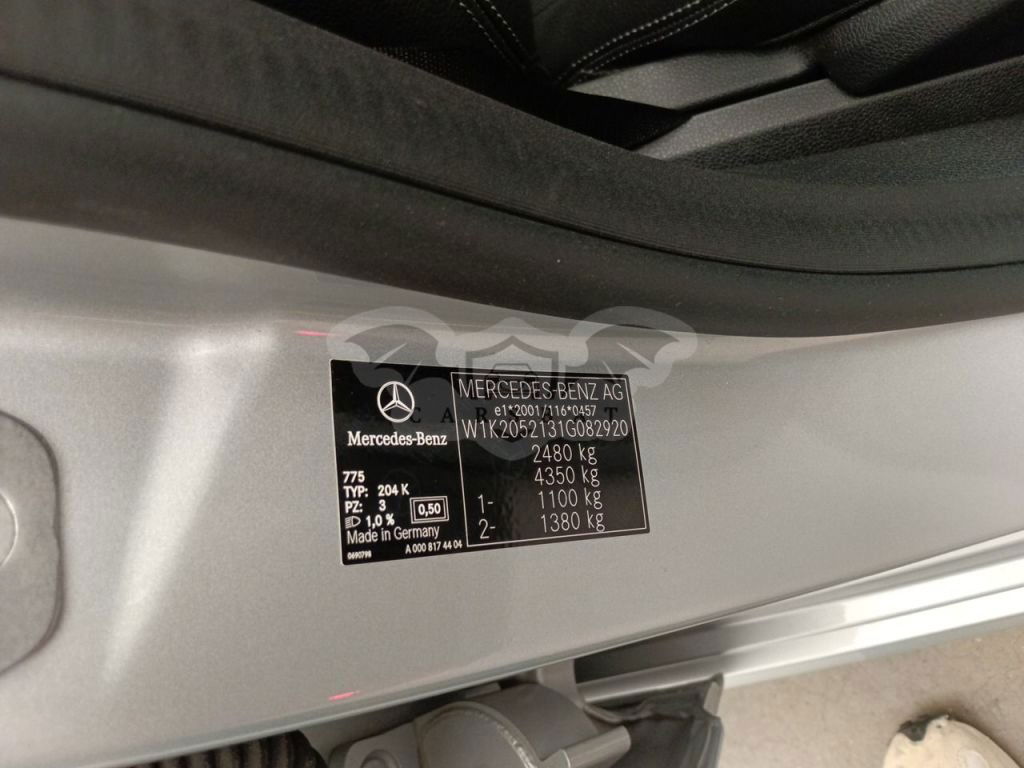 Mercedes-Benz
775
TYP: 204 K
PZ: 3
0,50
1,0 %
Made in Germany
0690798
A 000 817 44 04
MERCEDES-BENZ AG
e1*2001/116*0457
W1K2052131G082920
2480 kg
4350 kg
1- 1100 kg
2- 1380 kg